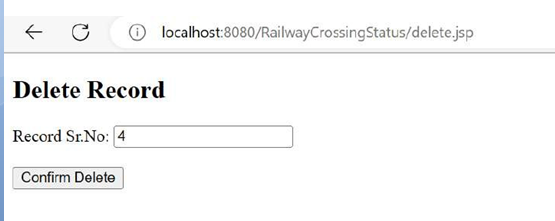 localhost:8080/RailwayCrossingStatus/delete.jsp
Delete Record
Record Sr.No: 4
Confirm Delete